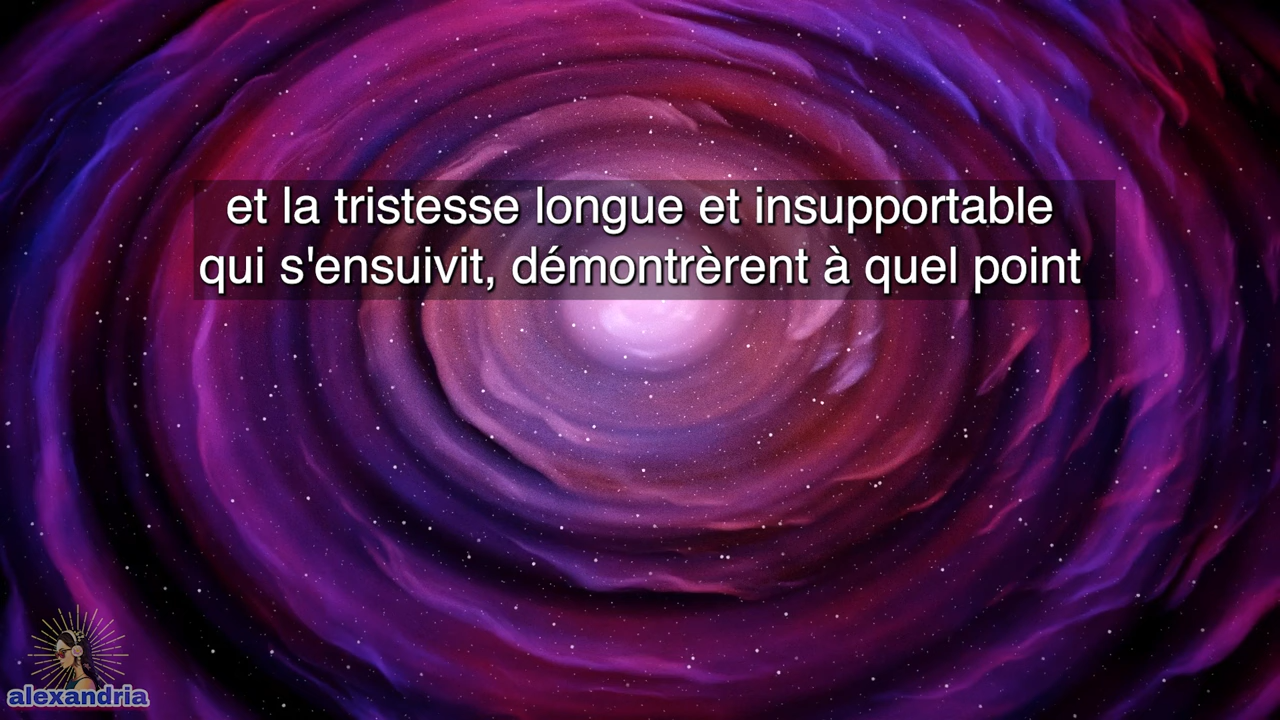 et la tristesse longue et insupportable
qui s'ensuivit, démontrèrent à quel point
alexandria